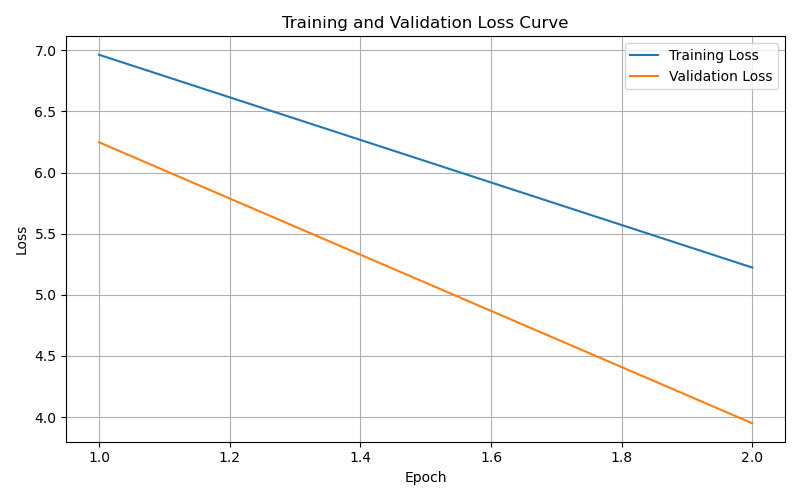 Training and Validation Loss Curve
Training Loss
Validation Loss
Loss
7.0
6.5
6.0
5.5
5.0
4.5
4.0
1.0 1.2 1.4 1.6 1.8 2.0
Epoch